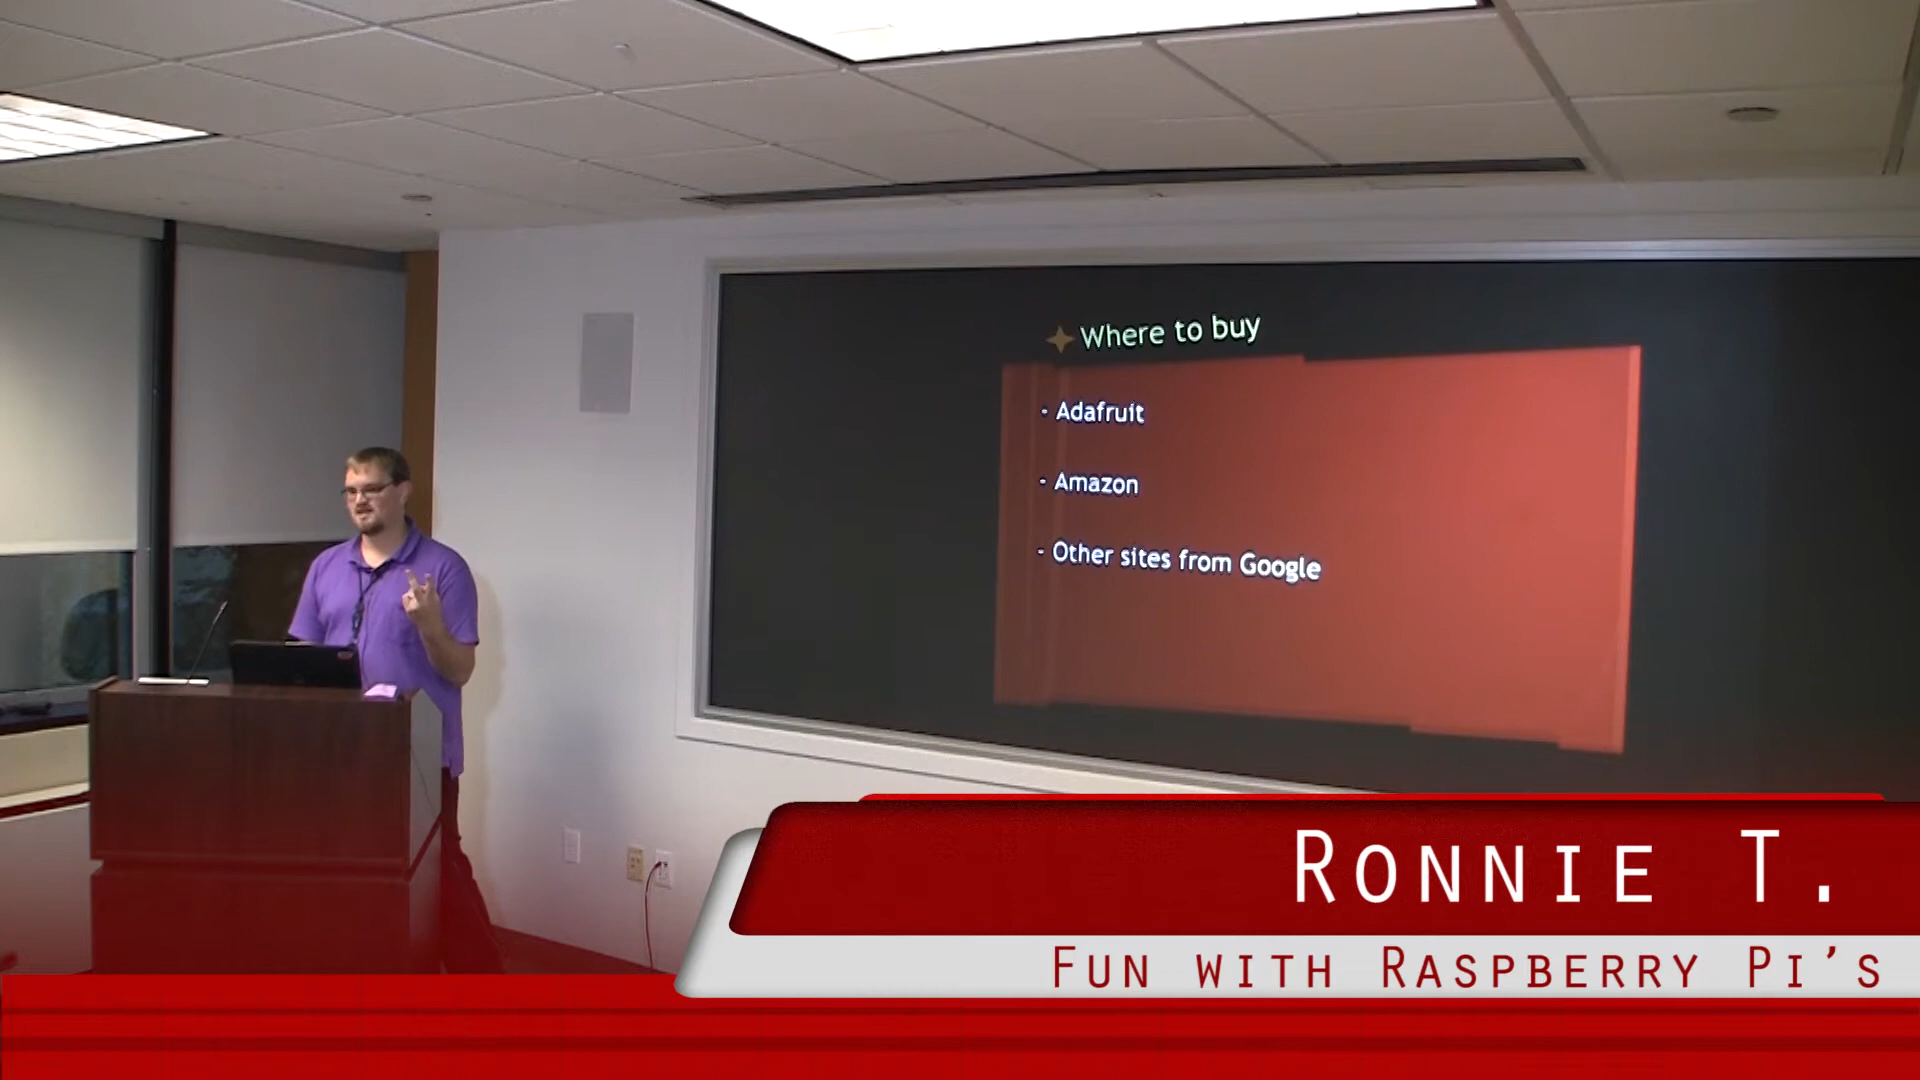 Where to buy
- Adafruit
- Amazon
- Other sites from Google
Ronnie T.
Fun with Raspberry Pi's